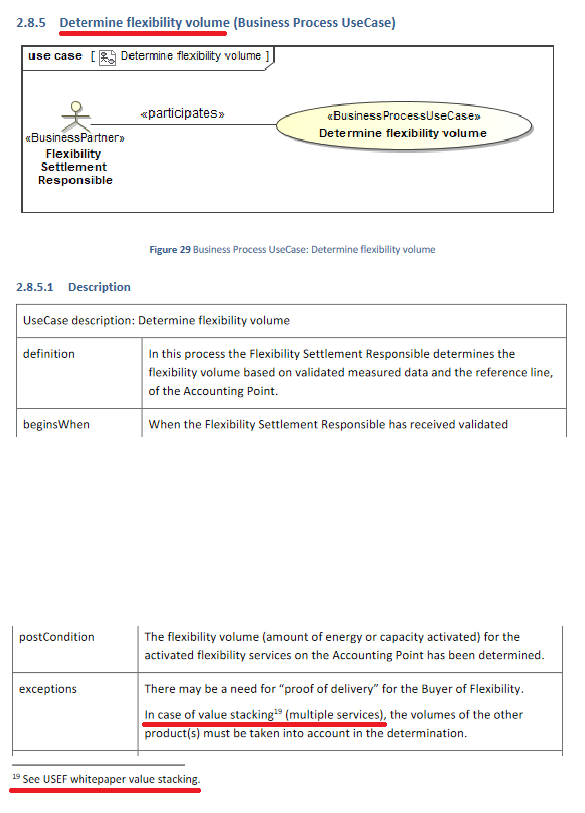 2.8.5 Determine flexibility volume (Business Process UseCase)
use case [ Determine flexibility volume ]
«participates»
«BusinessPartner»
Flexibility
Settlement
Responsible
«BusinessProcessUseCase»
Determine flexibility volume
Figure 29 Business Process UseCase: Determine flexibility volume
2.8.5.1 Description
UseCase description: Determine flexibility volume
definition
In this process the Flexibility Settlement Responsible determines the
flexibility volume based on validated measured data and the reference line,
of the Accounting Point.
beginsWhen
When the Flexibility Settlement Responsible has received validated
postCondition
The flexibility volume (amount of energy or capacity activated) for the
activated flexibility services on the Accounting Point has been determined.
exceptions
There may be a need for “proof of delivery” for the Buyer of Flexibility.
In case of value stacking¹⁹ (multiple services), the volumes of the other
product(s) must be taken into account in the determination.
¹⁹ See USEF whitepaper value stacking.